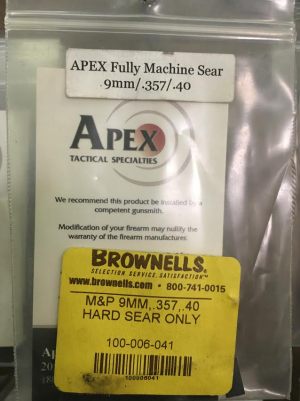 APEX Fully Machine Sear
9mm/.357/.40
APEX
TACTICAL SPECIALTIES
We recommend this product be installed by a
competent gunsmith.
Modification of your firearm may nullify the
warranty of the firearm manufactures.
BROWNELLS.
SELECTION SERVICE SATISFACTION
www.brownells.com • 800-741-0015
M&P 9MM,.357,.40
HARD SEAR ONLY
100-006-041
100006041